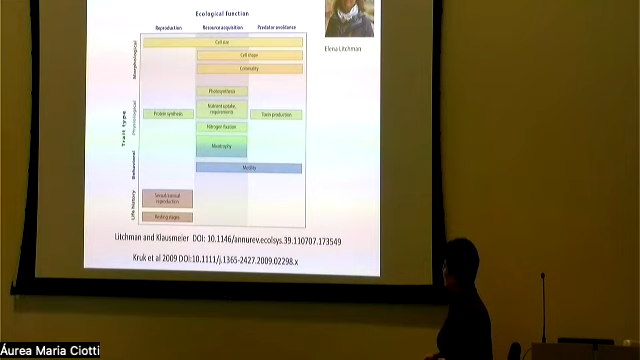 Ecological function
Reproduction
Resource acquisition
Predator avoidance
Elena Litchman
Trait type
Morphological
Cell size
Cell shape
Coloniality
Physiological
Photosynthesis
Protein synthesis
Nutrient uptake,
requirements
Toxin production
Nitrogen fixation
Mixotrophy
Behavioral
Motility
Life history
Sexual/asexual
reproduction
Resting stages
Litchman and Klausmeier DOI: 10.1146/annurev.ecolsys.39.110707.173549
Kruk et al 2009 DOI:10.1111/j.1365-2427.2009.02298.x
Áurea Maria Ciotti